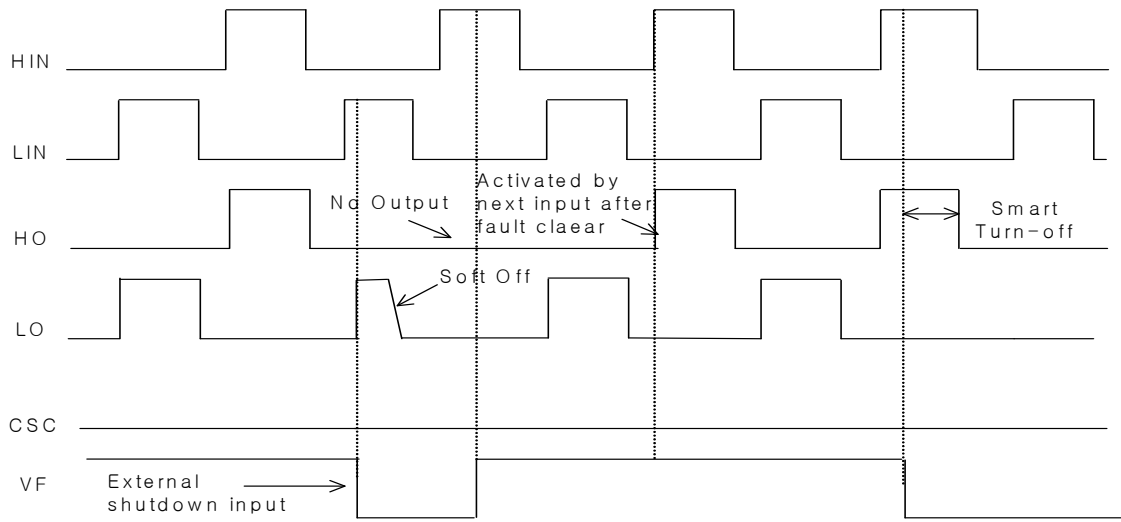 HIN
LIN
HO
No Output
Activated by
next input after
fault claear
Smart
Turn-off
Soft Off
LO
CSC
VF
External
shutdown input